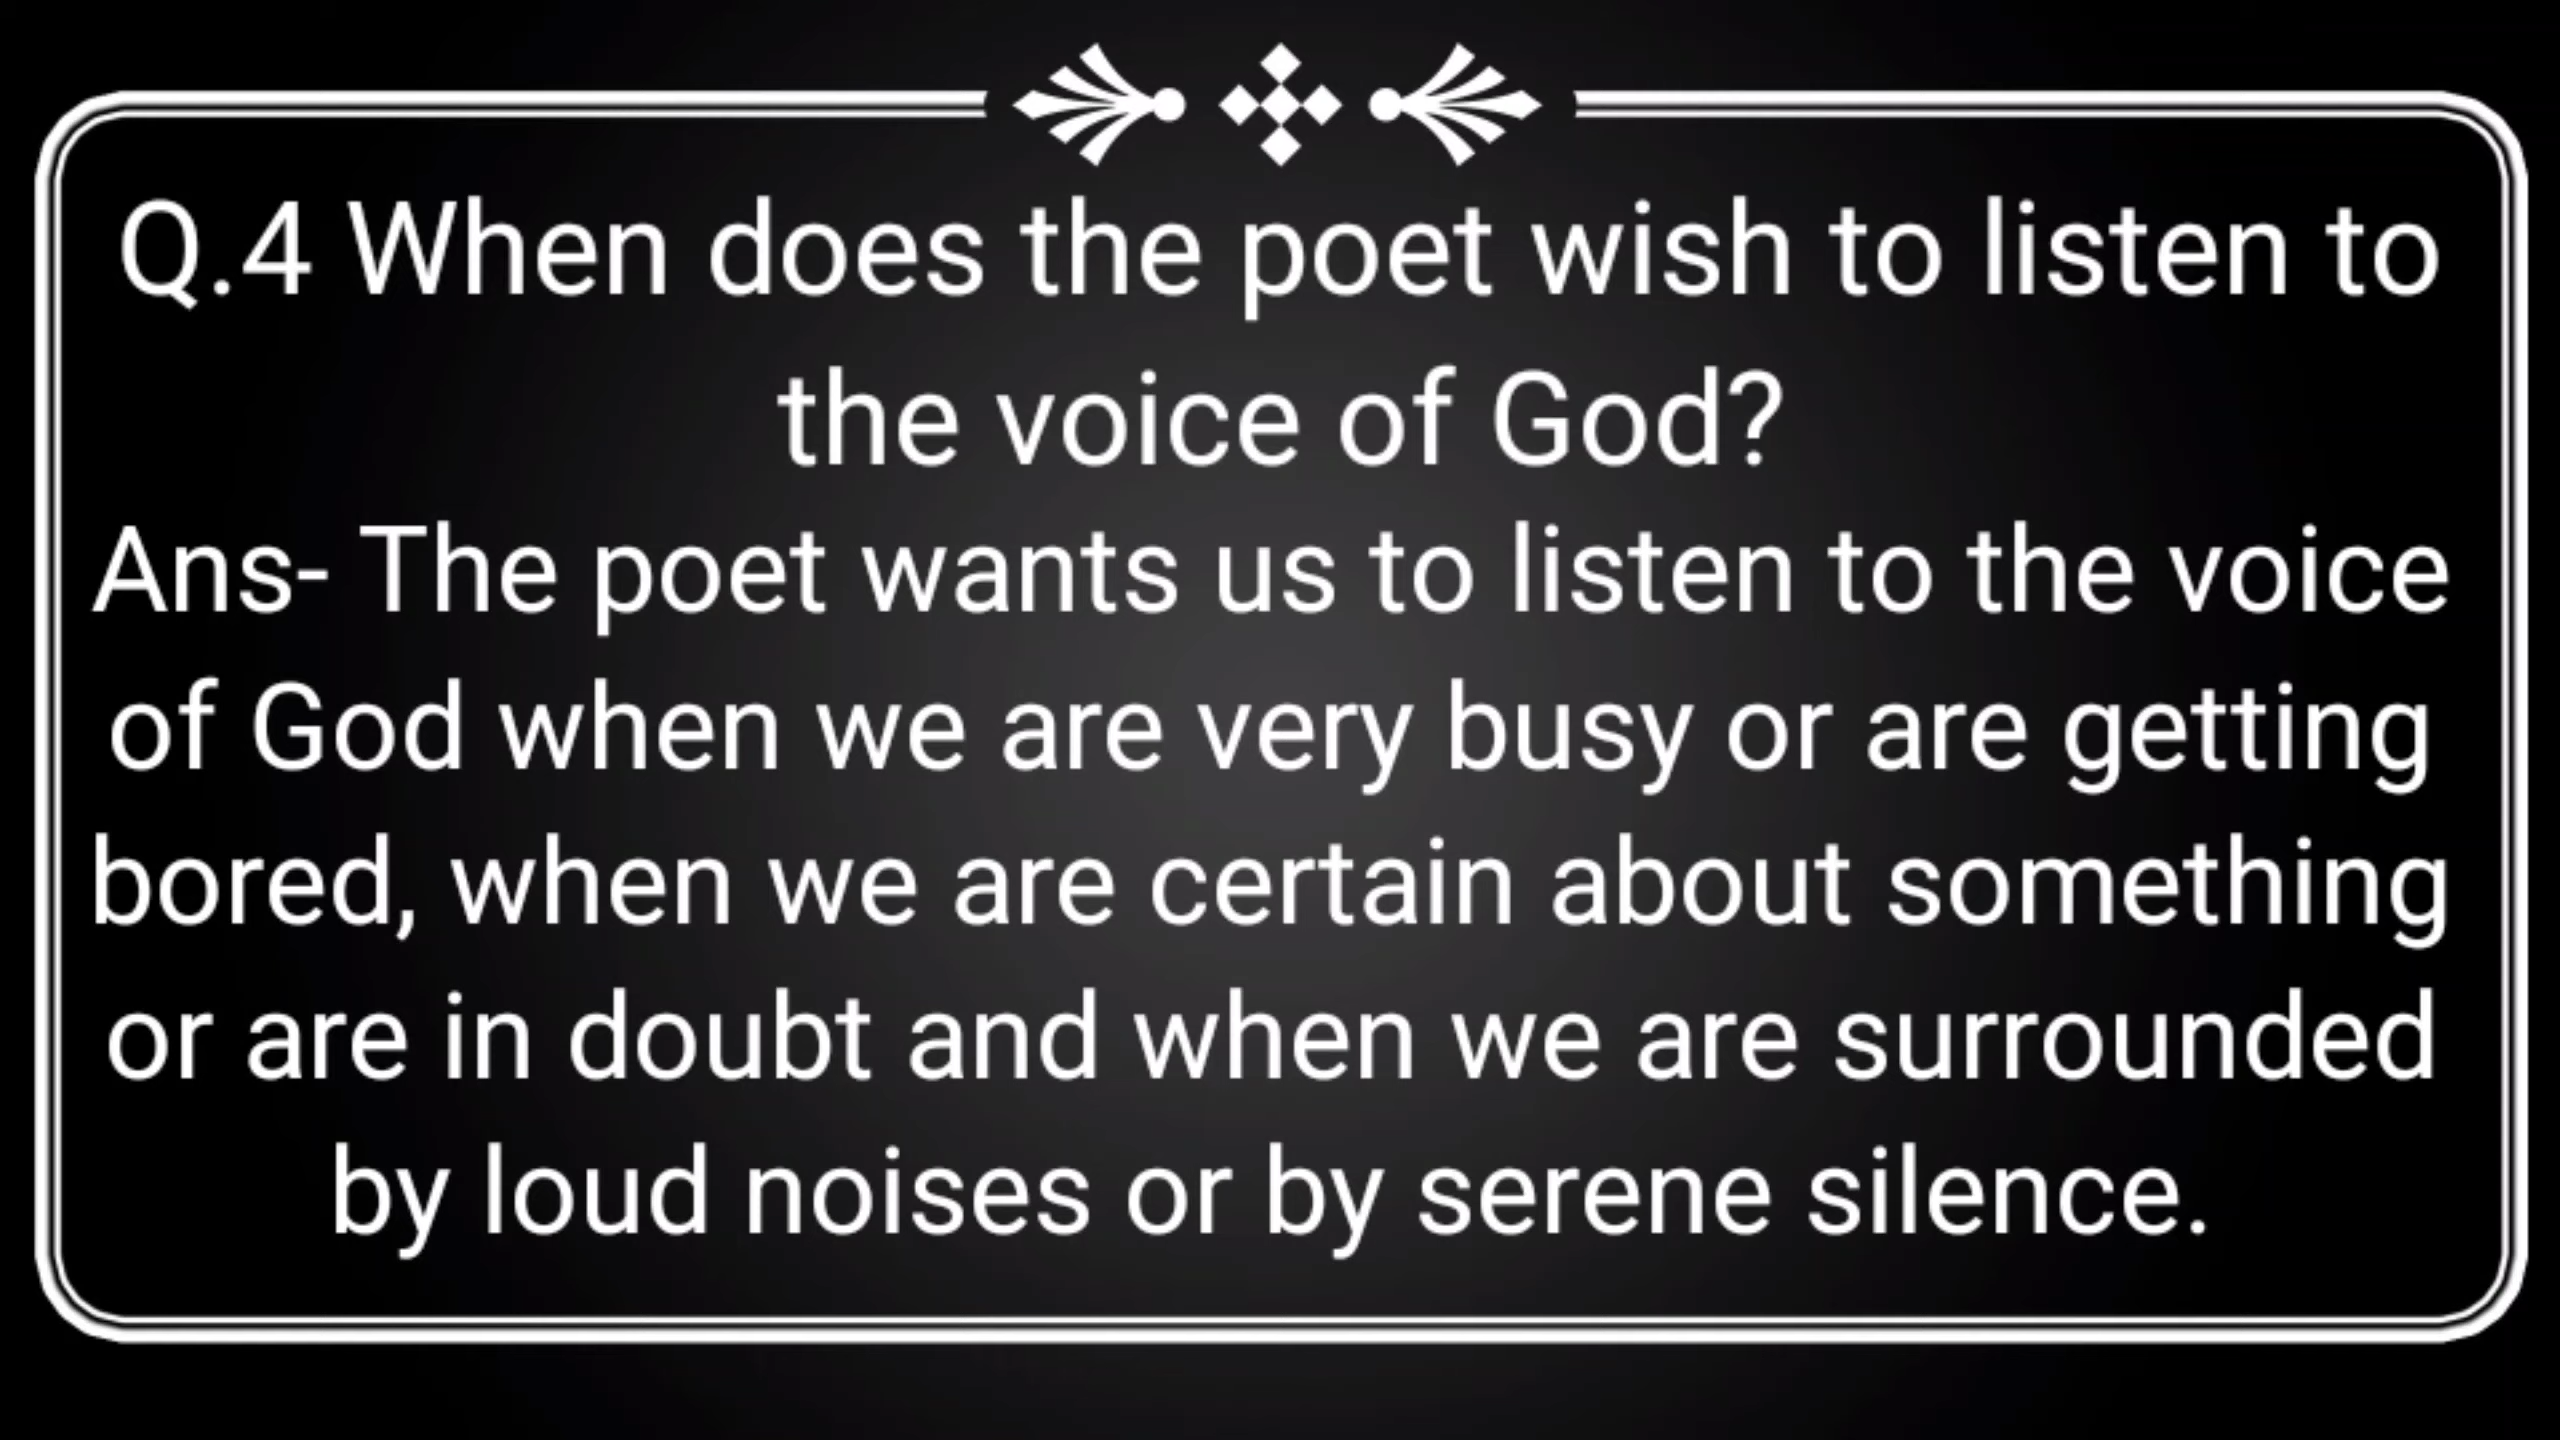 Q.4 When does the poet wish to listen to
the voice of God?
Ans- The poet wants us to listen to the voice
of God when we are very busy or are getting
bored, when we are certain about something
or are in doubt and when we are surrounded
by loud noises or by serene silence.